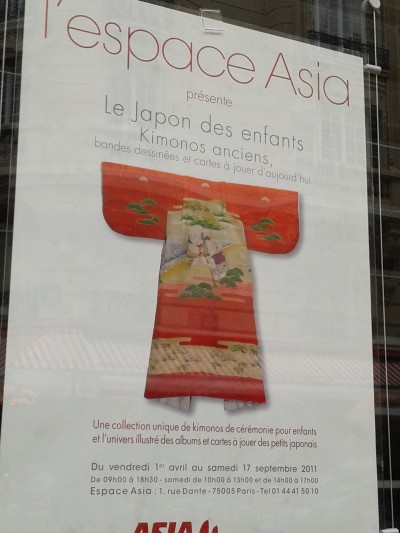 l'espace Asia
présente
Le Japon des enfants
Kimonos anciens,
bandes dessinées et cartes à jouer d'aujourd'hui
Une collection unique de kimonos de cérémonie pour enfants
et l'univers illustré des albums et cartes à jouer des petits japonais
Du vendredi 1er avril au samedi 17 septembre 2011
De 09h00 à 18h30 - samedi de 10h00 à 13h00 et de 14h00 à 17h00
Espace Asia : 1, rue Dante - 75005 Paris - Tel 01 44 41 50 10
ASIA